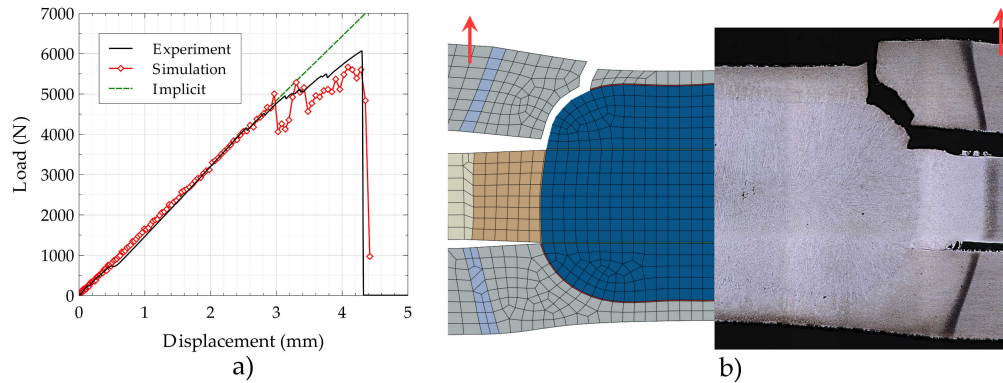 a)
7000
6000
5000
4000
3000
2000
1000
0
Load (N)
Experiment
Simulation
Implicit
0 1 2 3 4 5
Displacement (mm)
a)
b)